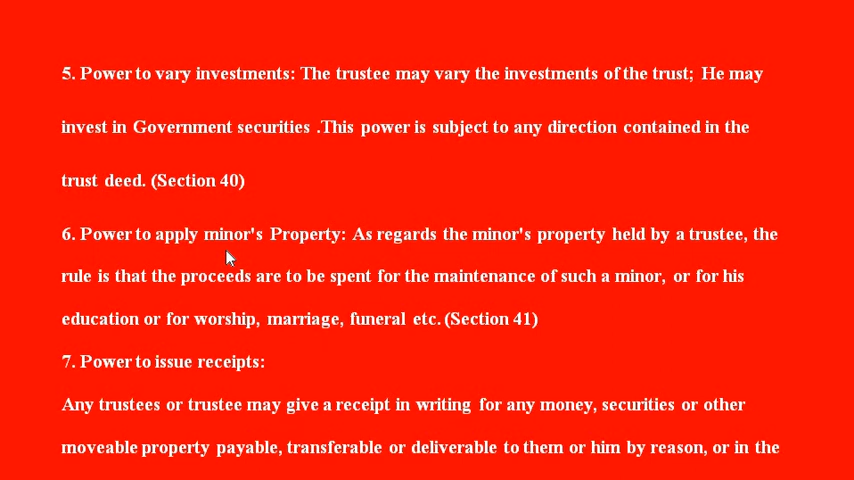 5. Power to vary investments: The trustee may vary the investments of the trust; He may
invest in Government securities .This power is subject to any direction contained in the
trust deed. (Section 40)
6. Power to apply minor's Property: As regards the minor's property held by a trustee, the
rule is that the proceeds are to be spent for the maintenance of such a minor, or for his
education or for worship, marriage, funeral etc. (Section 41)
7. Power to issue receipts:
Any trustees or trustee may give a receipt in writing for any money, securities or other
moveable property payable, transferable or deliverable to them or him by reason, or in the